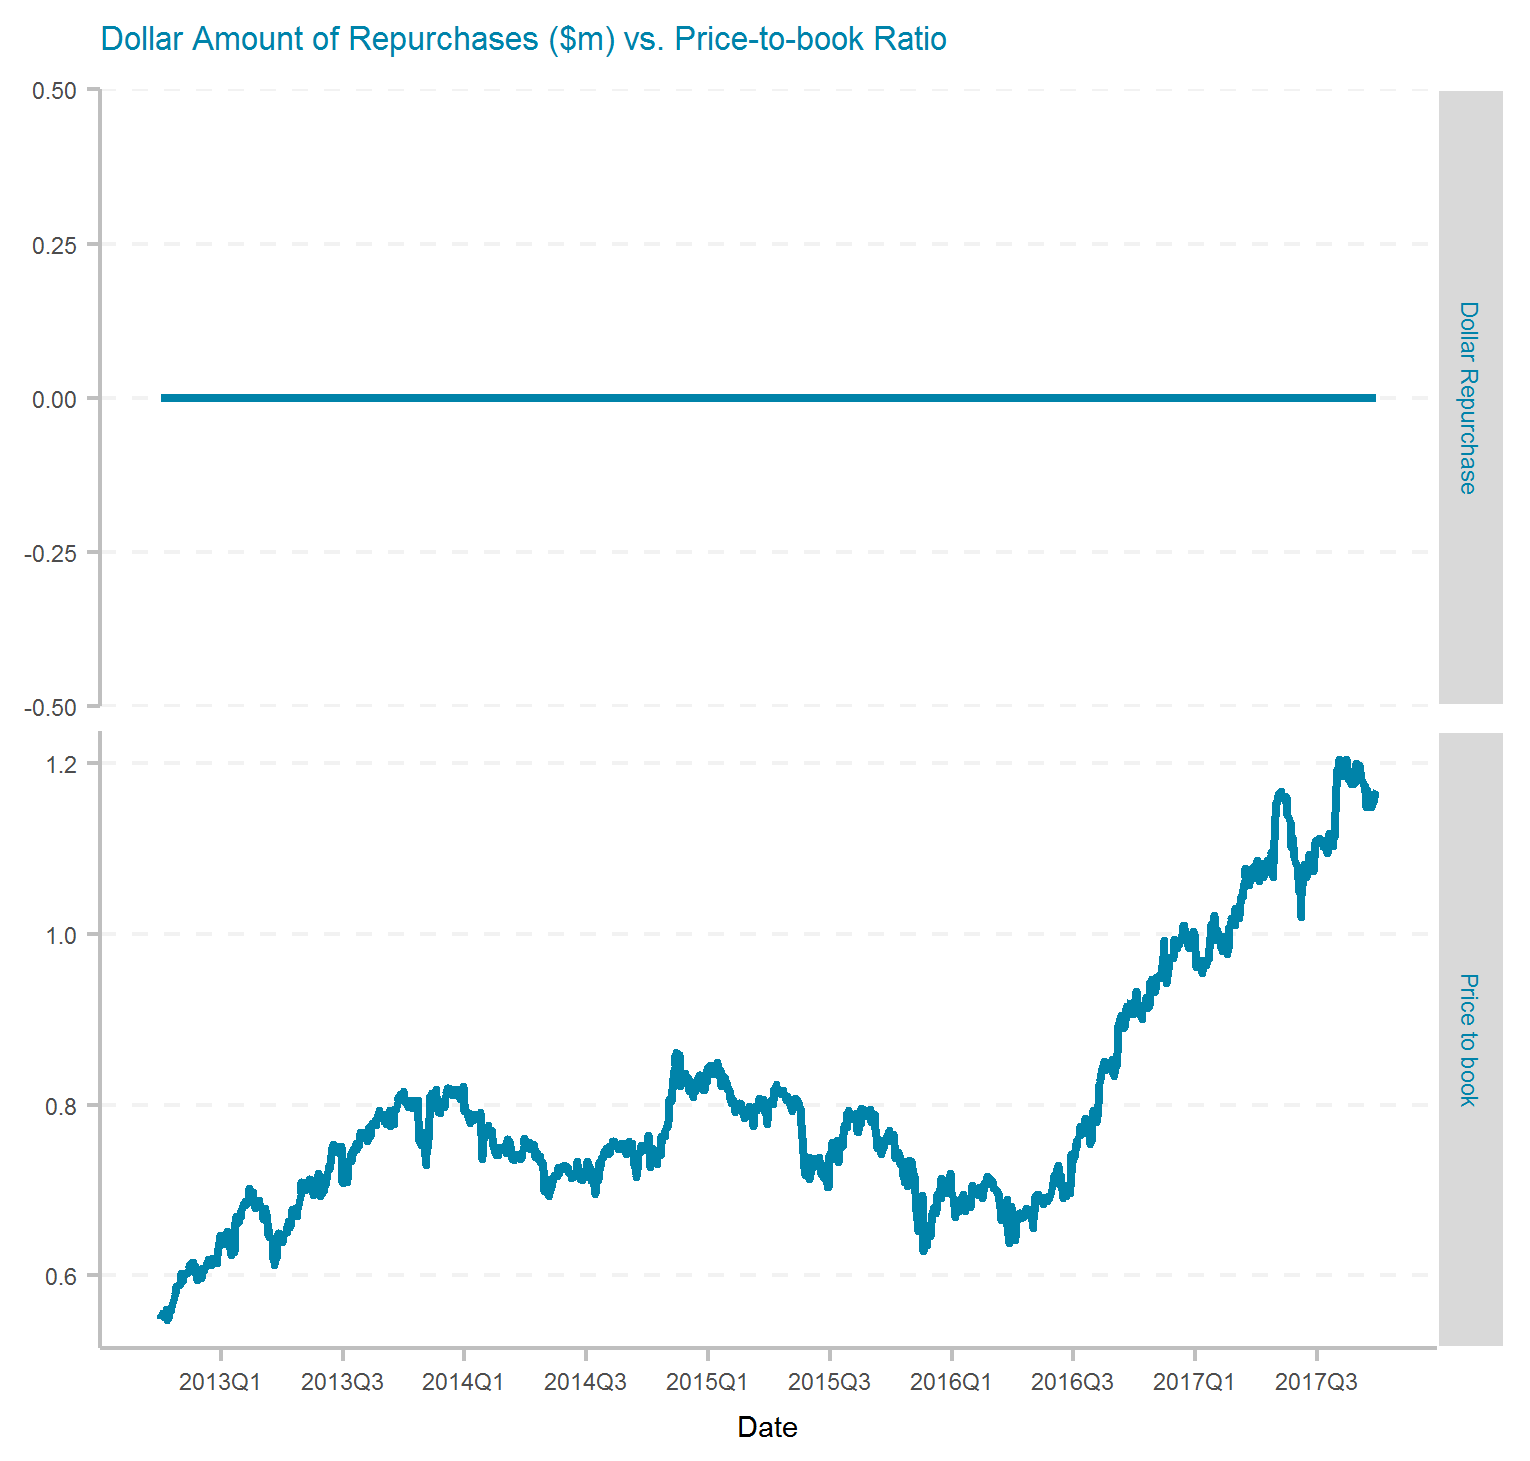 Dollar Amount of Repurchases ($m) vs. Price-to-book Ratio
0.50
0.25
0.00
-0.25
-0.50
Dollar Repurchase
1.2
1.0
0.8
0.6
Price to book
2013Q1 2013Q3 2014Q1 2014Q3 2015Q1 2015Q3 2016Q1 2016Q3 2017Q1 2017Q3
Date